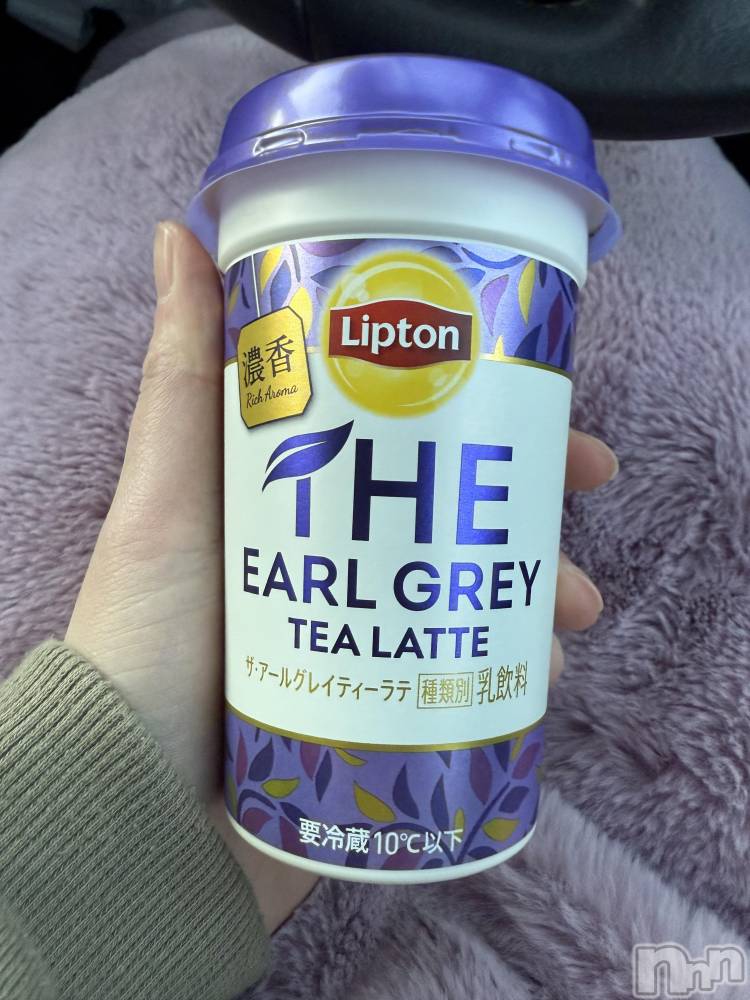 Lipton
濃香
Rich Aroma
THE
EARL GREY
TEA LATTE
ザ・アールグレイティーラテ 種類別 乳飲料
要冷蔵10℃以下
nnn